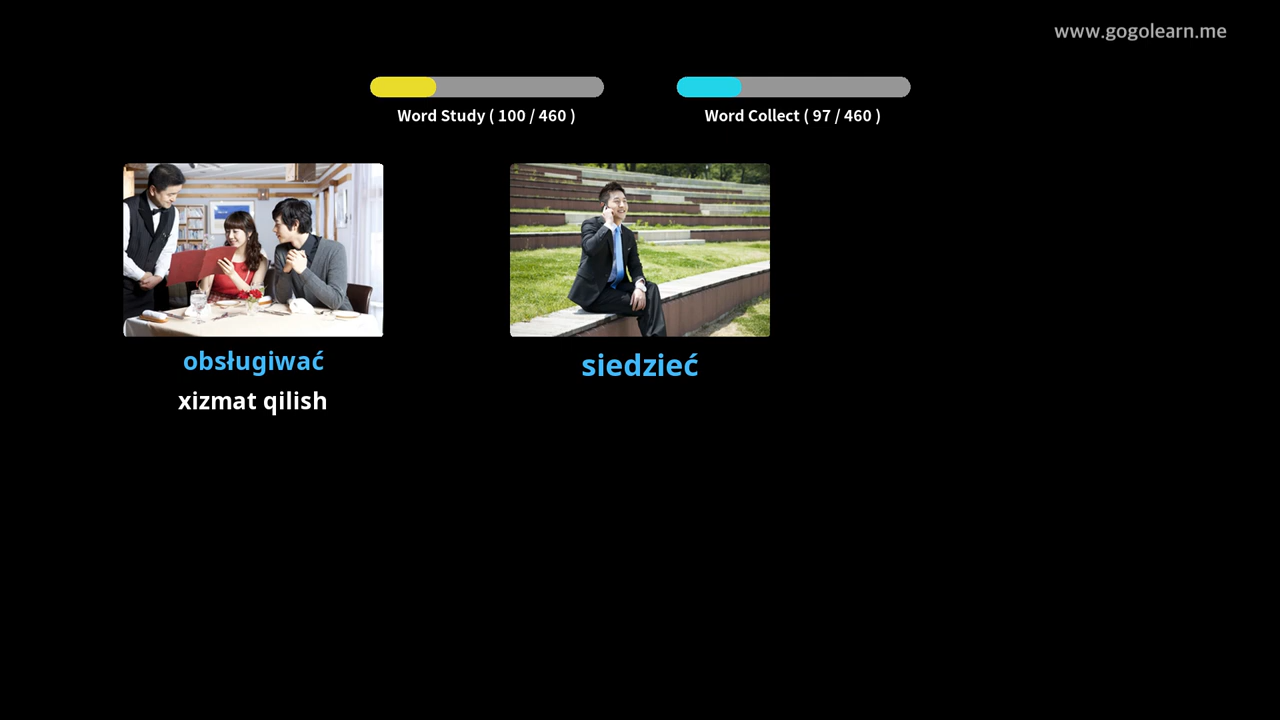 www.gogolearn.me
Word Study ( 100 / 460 )
Word Collect ( 97 / 460 )
obsługiwać
xizmat qilish
siedzieć